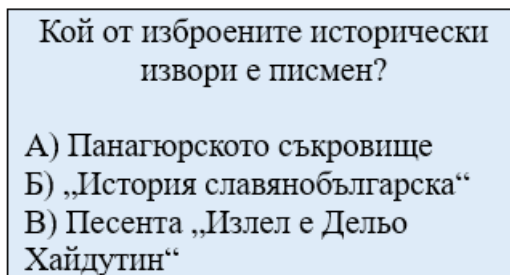 Кой от изброените исторически
извори е писмен?
А) Панагюрското съкровище
Б) „История славянобългарска“
В) Песента „Излел е Дельо
Хайдутин“